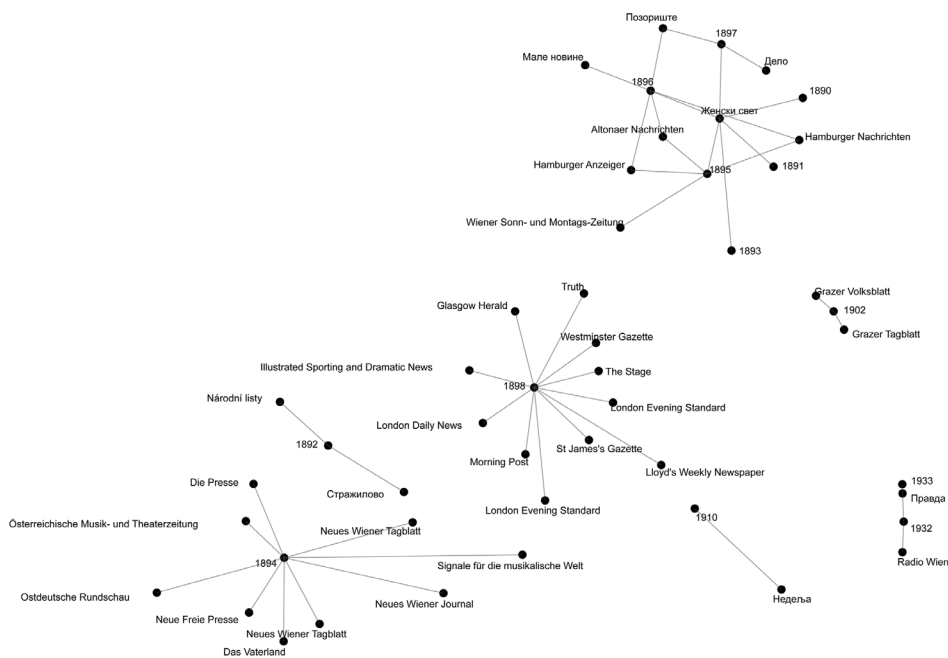 Позориште
1897
Мале новине
Дело
1896
1890
Женски свет
Altonaer Nachrichten
Hamburger Nachrichten
Hamburger Anzeiger
1895
1891
Wiener Sonn- und Montags-Zeitung
1893
Truth
Grazer Volksblatt
Glasgow Herald
1902
Westminster Gazette
Grazer Tagblatt
Illustrated Sporting and Dramatic News
The Stage
1898
Národní listy
London Evening Standard
London Daily News
1892
St James's Gazette
Morning Post
Lloyd's Weekly Newspaper
Die Presse
1933
Стражилово
Правда
London Evening Standard
1910
Österreichische Musik- und Theaterzeitung
Neues Wiener Tagblatt
1932
1894
Signale für die musikalische Welt
Radio Wien
Ostdeutsche Rundschau
Neues Wiener Journal
Недеља
Neue Freie Presse
Neues Wiener Tagblatt
Das Vaterland